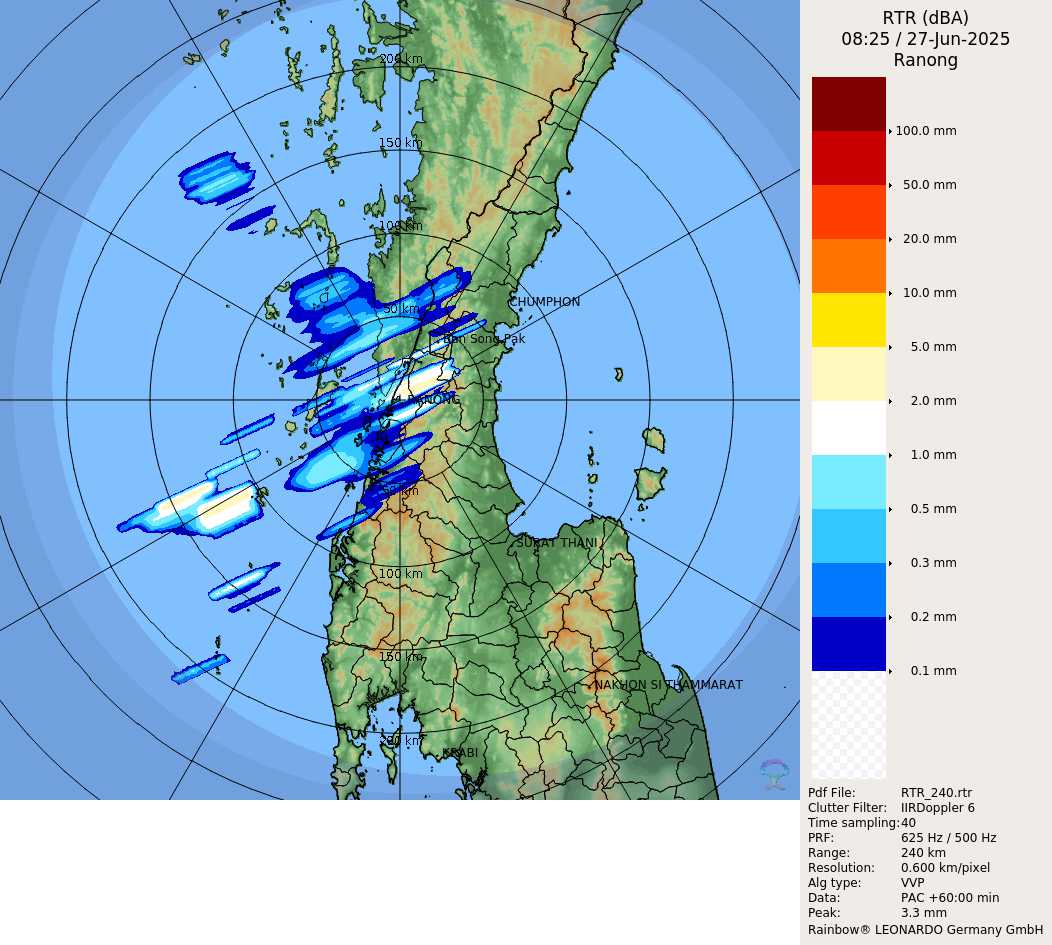 RTR (dBA)
08:25 / 27-Jun-2025
Ranong
100.0 mm
50.0 mm
20.0 mm
10.0 mm
5.0 mm
2.0 mm
1.0 mm
0.5 mm
0.3 mm
0.2 mm
0.1 mm
Pdf File: RTR_240.rtr
Clutter Filter: IIRDoppler 6
Time sampling: 40
PRF: 625 Hz / 500 Hz
Range: 240 km
Resolution: 0.600 km/pixel
Alg type: VVP
Data: PAC +60:00 min
Peak: 3.3 mm
Rainbow® LEONARDO Germany GmbH
200 km
150 km
100 km
CHUMPHON
50 km
Ban Song Pak
RANONG
50 km
SURAT THANI
100 km
150 km
NAKHON SI THAMMARAT
200 km
KRABI